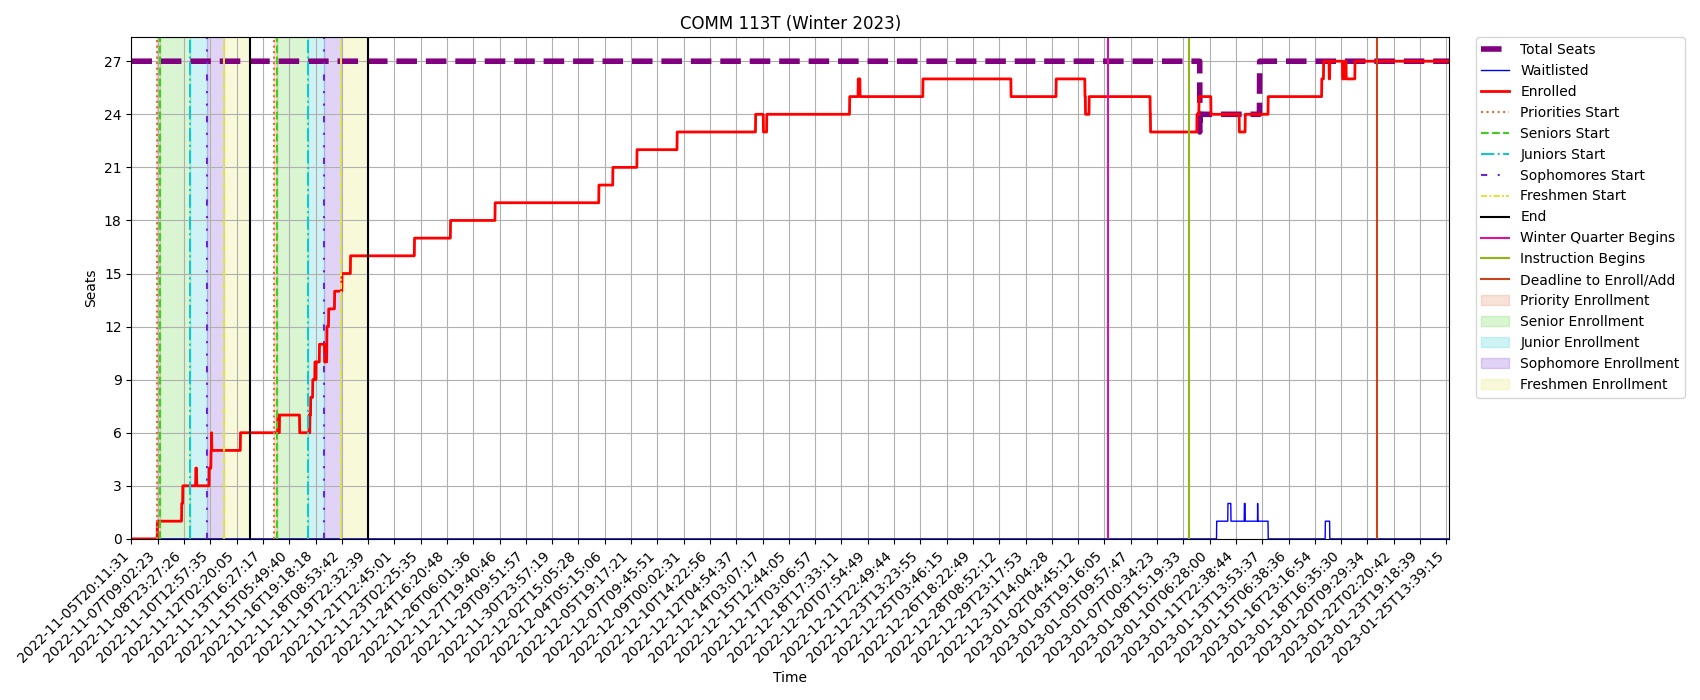 COMM 113T (Winter 2023)
Seats
27
24
21
18
15
12
9
6
3
0
2022-11-05T20:11:31
2022-11-07T09:02:23
2022-11-08T23:27:26
2022-11-10T12:57:35
2022-11-12T02:20:05
2022-11-13T16:27:17
2022-11-15T05:49:40
2022-11-16T19:18:18
2022-11-18T08:53:42
2022-11-19T22:32:39
2022-11-21T12:45:01
2022-11-23T02:25:35
2022-11-24T16:20:48
2022-11-26T06:01:36
2022-11-27T19:40:46
2022-11-29T09:51:57
2022-11-30T23:57:19
2022-12-02T15:05:28
2022-12-04T05:15:06
2022-12-05T19:17:21
2022-12-07T09:45:51
2022-12-09T00:02:31
2022-12-10T14:22:56
2022-12-12T04:54:37
2022-12-14T03:07:17
2022-12-15T12:44:05
2022-12-17T03:06:57
2022-12-18T17:33:11
2022-12-20T07:54:49
2022-12-21T22:49:44
2022-12-23T13:23:55
2022-12-25T03:46:15
2022-12-26T18:22:49
2022-12-28T08:52:12
2022-12-29T23:17:53
2022-12-31T14:04:28
2023-01-02T04:45:12
2023-01-03T19:16:05
2023-01-05T09:57:47
2023-01-07T00:34:23
2023-01-08T15:19:33
2023-01-10T06:28:00
2023-01-11T22:38:44
2023-01-13T13:53:37
2023-01-15T06:38:36
2023-01-16T23:16:54
2023-01-18T16:35:30
2023-01-20T09:29:34
2023-01-22T02:20:42
2023-01-23T19:18:39
2023-01-25T13:39:15
Time
Total Seats
Waitlisted
Enrolled
Priorities Start
Seniors Start
Juniors Start
Sophomores Start
Freshmen Start
End
Winter Quarter Begins
Instruction Begins
Deadline to Enroll/Add
Priority Enrollment
Senior Enrollment
Junior Enrollment
Sophomore Enrollment
Freshmen Enrollment